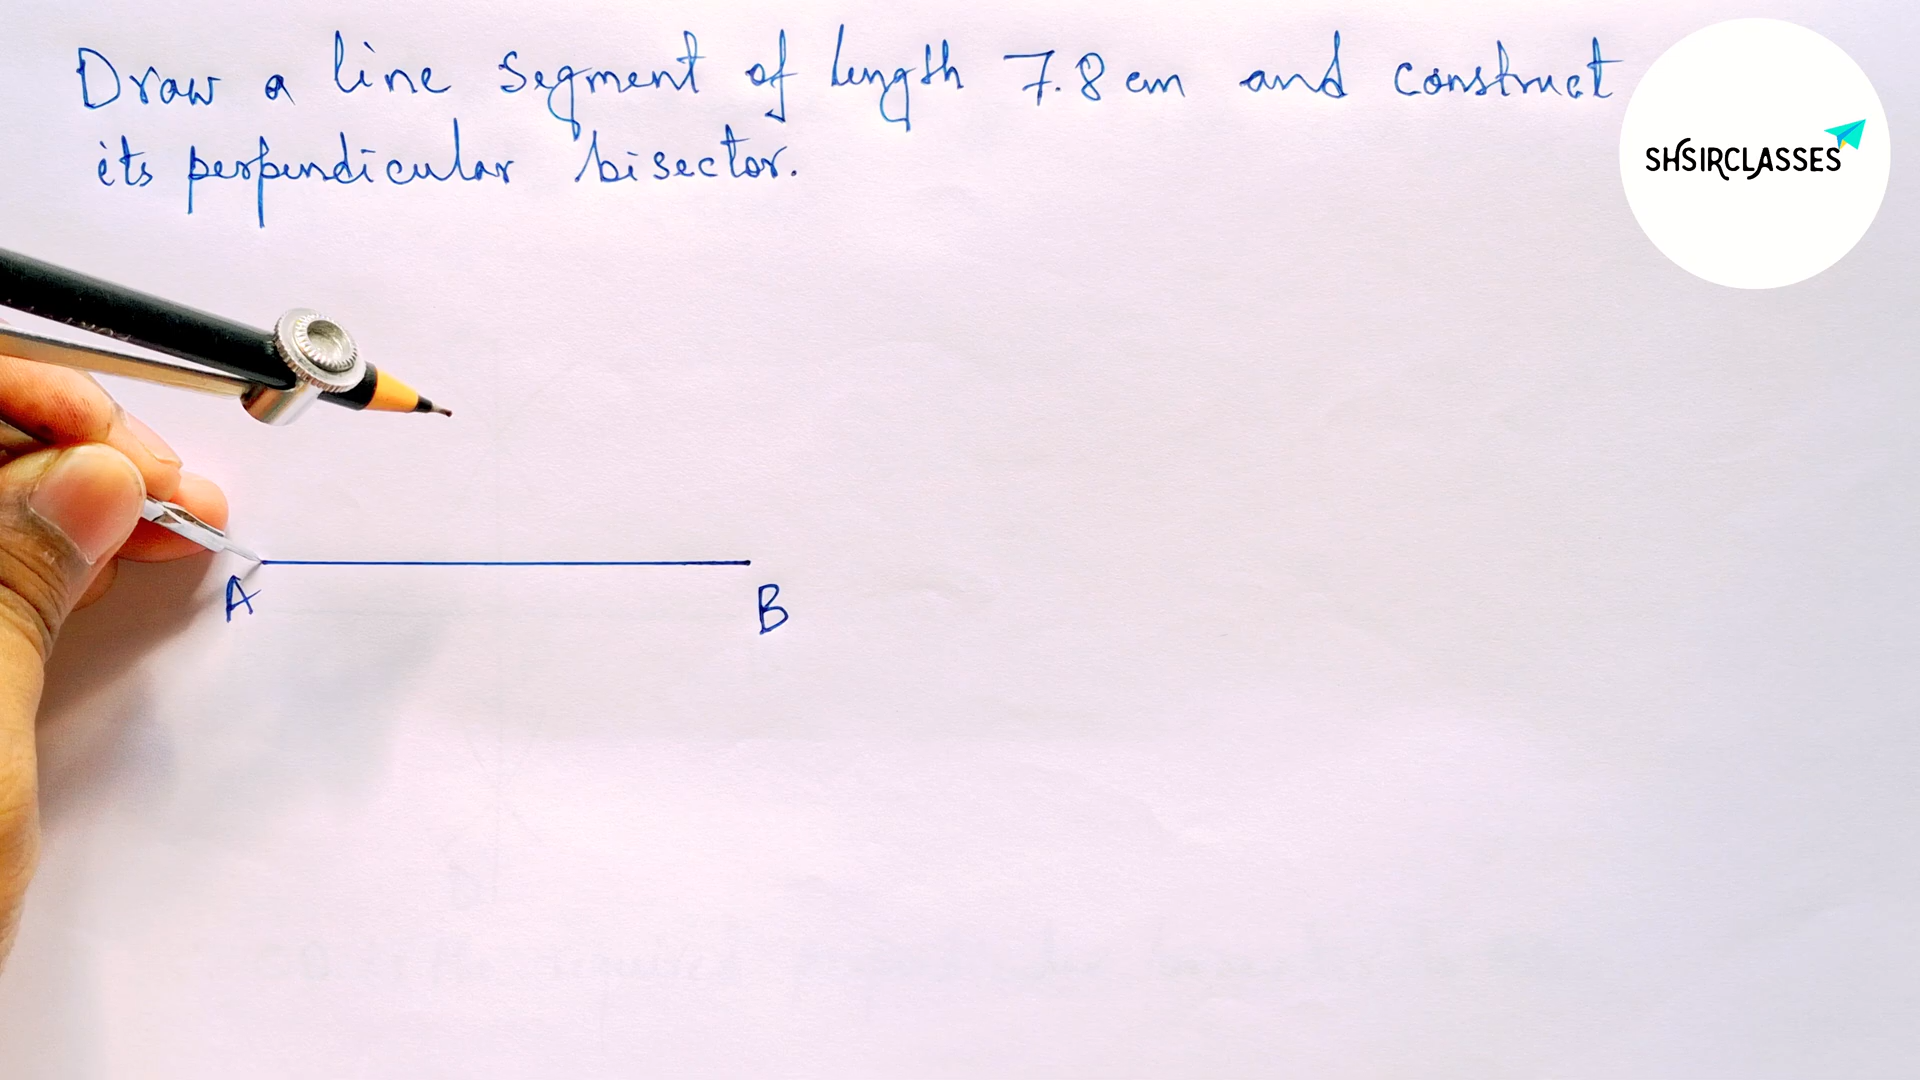 Draw a line segment of length 7.8 cm and construct
its perpendicular bisector.
SHSIRCLASSES
A
B